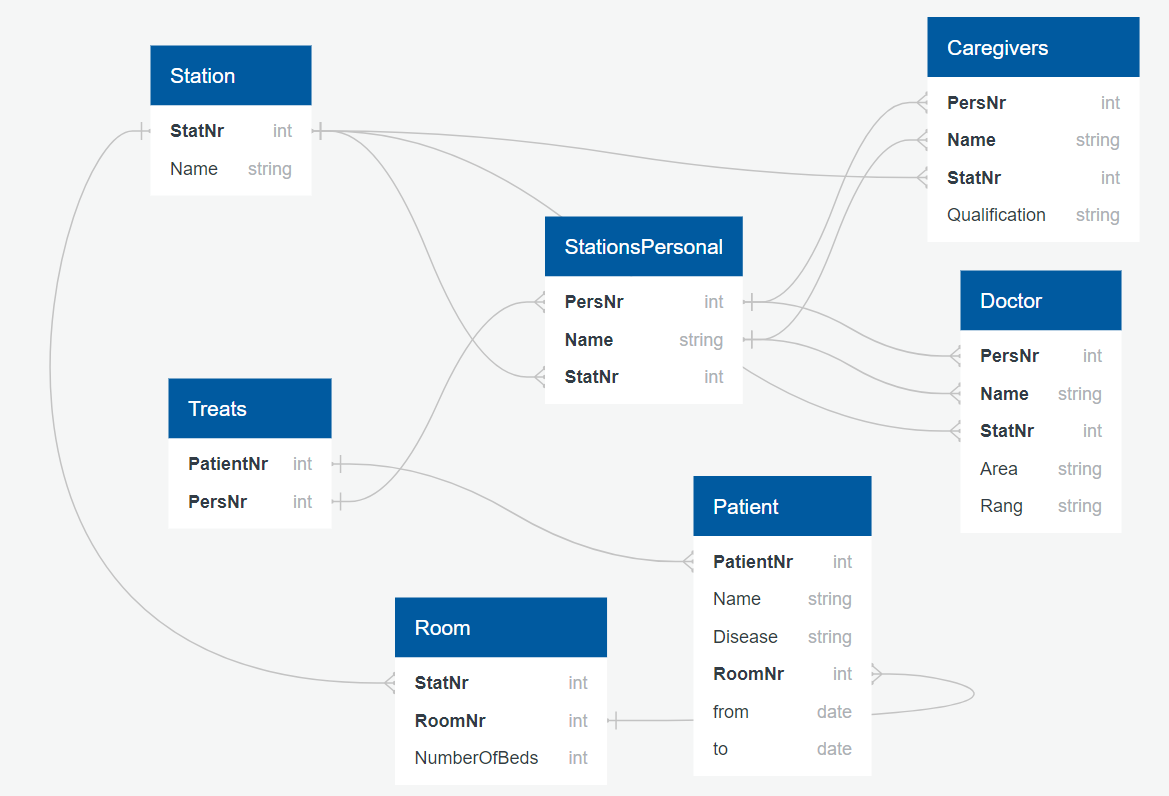 Station
StatNr int
Name string
Caregivers
PersNr int
Name string
StatNr int
Qualification string
StationsPersonal
PersNr int
Name string
StatNr int
Doctor
PersNr int
Name string
StatNr int
Area string
Rang string
Treats
PatientNr int
PersNr int
Patient
PatientNr int
Name string
Disease string
RoomNr int
from date
to date
Room
StatNr int
RoomNr int
NumberOfBeds int